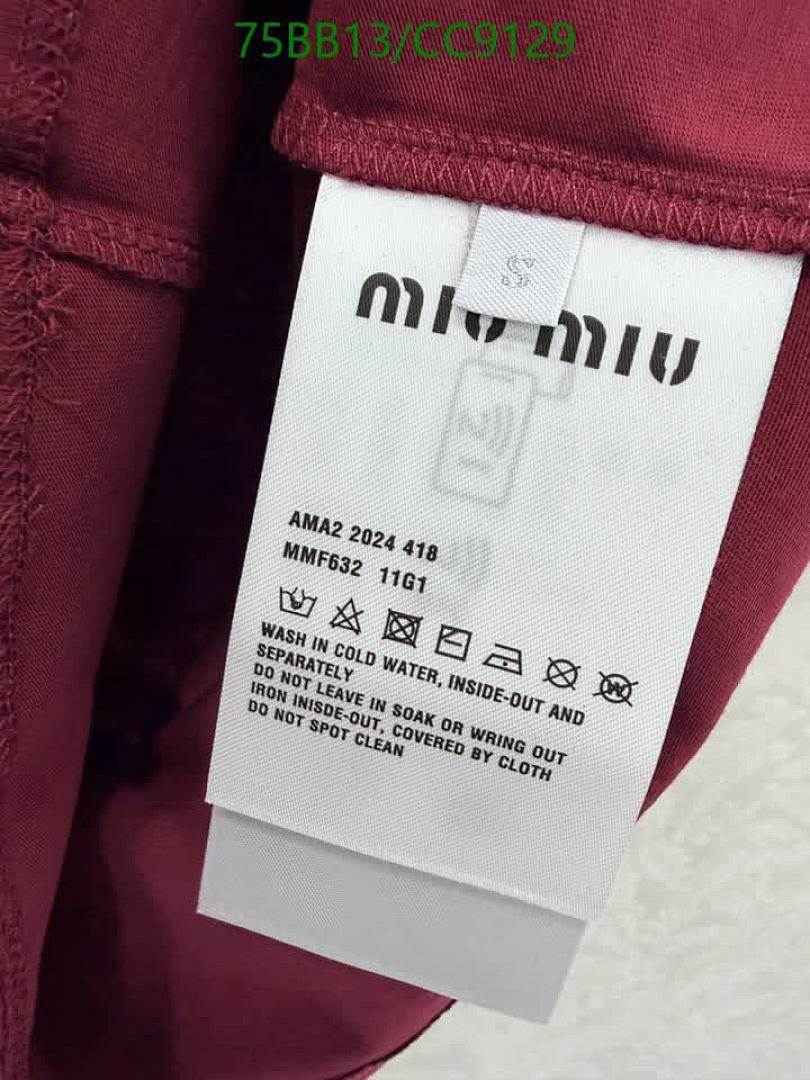 75BB13/CC9129
S
miu miu
AMA2 2024 418
MMF632 11G1
WASH IN COLD WATER, INSIDE-OUT AND
SEPARATELY
DO NOT LEAVE IN SOAK OR WRING OUT
IRON INISDE-OUT, COVERED BY CLOTH
DO NOT SPOT CLEAN